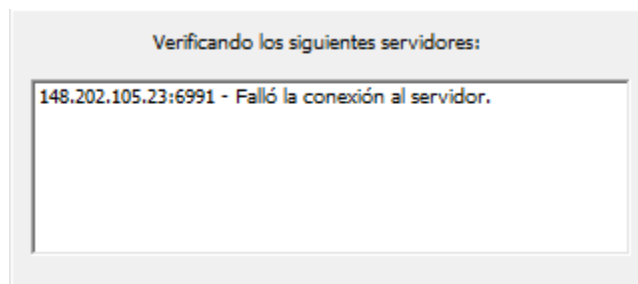 Verificando los siguientes servidores:
148.202.105.23:6991 - Falló la conexión al servidor.